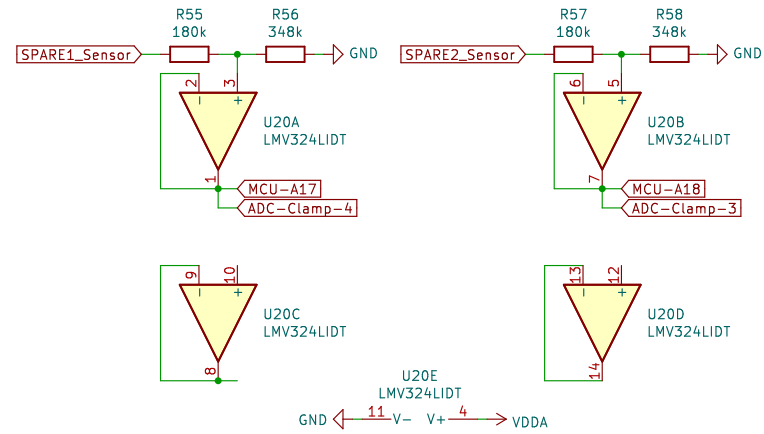 R55
180k
R56
348k
R57
180k
R58
348k
SPARE1_Sensor
GND
SPARE2_Sensor
GND
2
3
6
5
-
+
-
+
U20A
LMV324LIDT
U20B
LMV324LIDT
1
7
MCU-A17
MCU-A18
ADC-Clamp-4
ADC-Clamp-3
9
10
13
12
-
+
-
+
U20C
LMV324LIDT
U20D
LMV324LIDT
8
14
U20E
LMV324LIDT
GND
11
V-
V+
4
VDDA